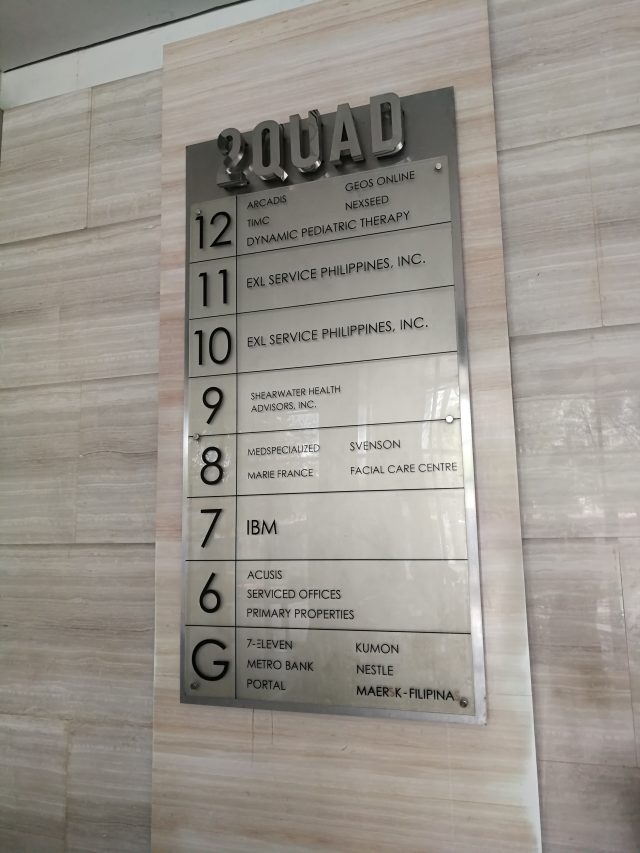 2QUAD
12
ARCADIS GEOS ONLINE
TIMC NEXSEED
DYNAMIC PEDIATRIC THERAPY
11 EXL SERVICE PHILIPPINES, INC.
10 EXL SERVICE PHILIPPINES, INC.
9
SHEARWATER HEALTH
ADVISORS, INC.
8
MEDSPECIALIZED SVENSON
MARIE FRANCE FACIAL CARE CENTRE
7 IBM
6
ACUSIS
SERVICED OFFICES
PRIMARY PROPERTIES
G
7-ELEVEN KUMON
METRO BANK NESTLE
PORTAL MAERSK-FILIPINAS